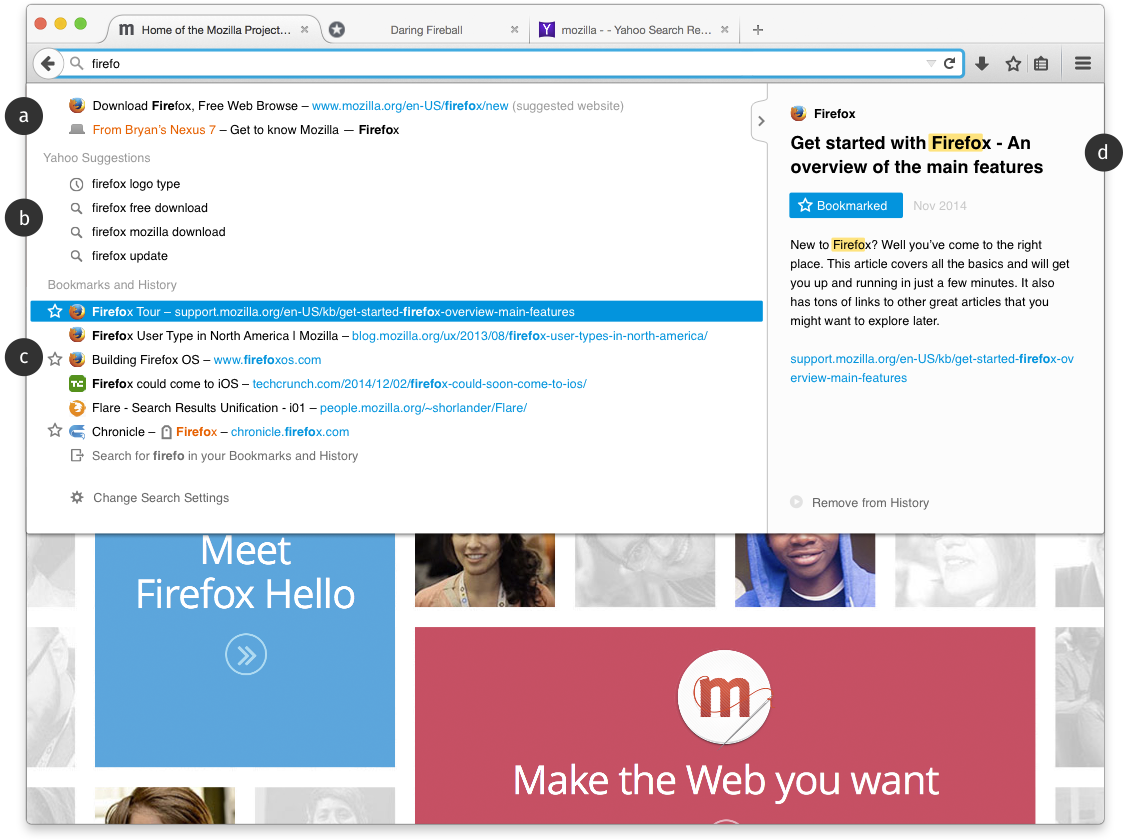 m Home of the Mozilla Project... Daring Fireball Y mozilla - - Yahoo Search Re...
firefo
a
Download Firefox, Free Web Browse – www.mozilla.org/en-US/firefox/new (suggested website)
From Bryan's Nexus 7 – Get to know Mozilla — Firefox
Yahoo Suggestions
firefox logo type
b
firefox free download
firefox mozilla download
firefox update
Bookmarks and History
Firefox Tour – support.mozilla.org/en-US/kb/get-started-firefox-overview-main-features
Firefox User Type in North America | Mozilla – blog.mozilla.org/ux/2013/08/firefox-user-types-in-north-america/
c
Building Firefox OS – www.firefoxos.com
TC Firefox could come to iOS – techcrunch.com/2014/12/02/firefox-could-soon-come-to-ios/
Flare - Search Results Unification - i01 – people.mozilla.org/~shorlander/Flare/
Chronicle – Firefox – chronicle.firefox.com
Search for firefo in your Bookmarks and History
Change Search Settings
Firefox
d
Get started with Firefox - An
overview of the main features
Bookmarked Nov 2014
New to Firefox? Well you've come to the right
place. This article covers all the basics and will get
you up and running in just a few minutes. It also
has tons of links to other great articles that you
might want to explore later.
support.mozilla.org/en-US/kb/get-started-firefox-ov
erview-main-features
Remove from History
Meet
Firefox Hello
m
Make the Web you want